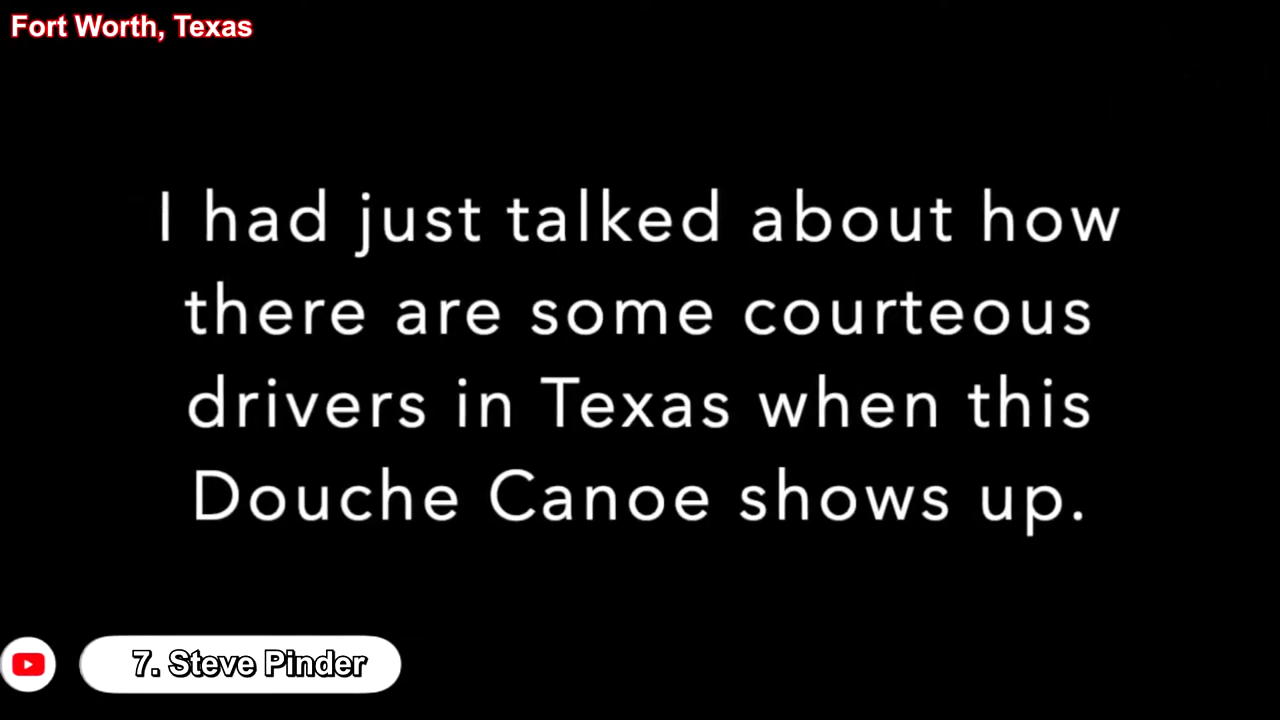 Fort Worth, Texas
I had just talked about how
there are some courteous
drivers in Texas when this
Douche Canoe shows up.
7. Steve Pinder